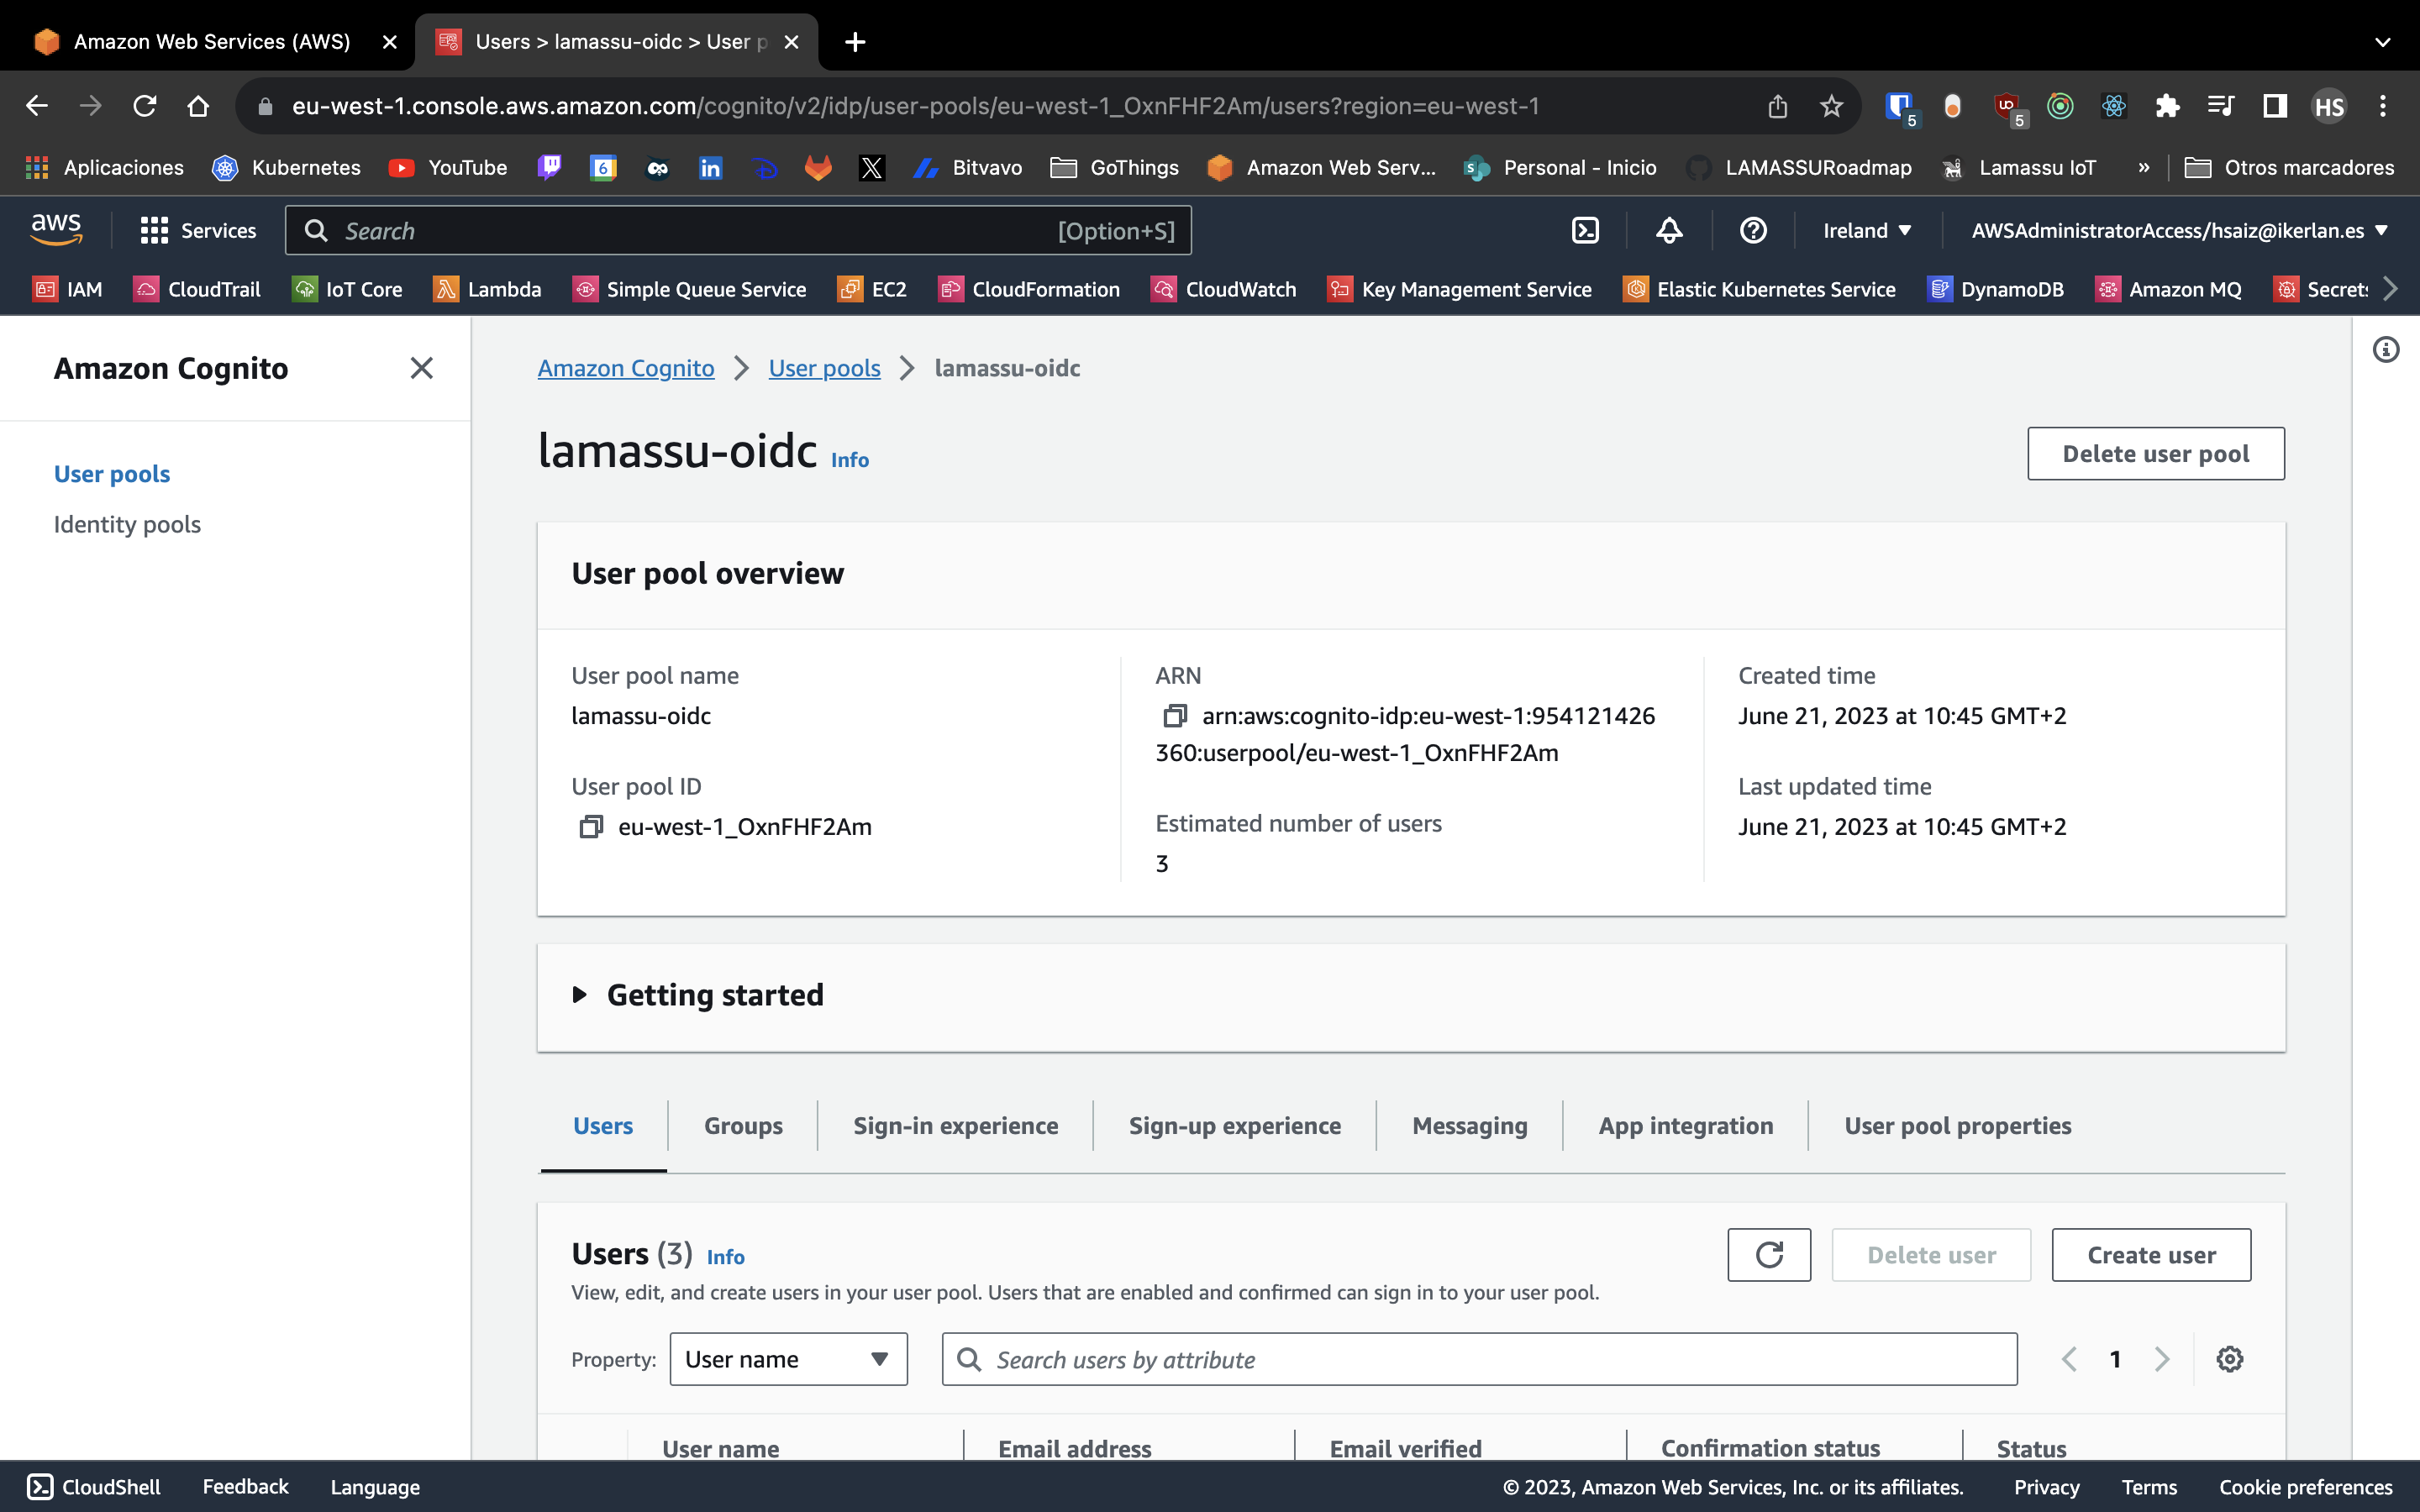 Amazon Web Services (AWS)
Users > lamassu-oidc > User p
eu-west-1.console.aws.amazon.com/cognito/v2/idp/user-pools/eu-west-1_OxnFHF2Am/users?region=eu-west-1
5
5
HS
Aplicaciones
Kubernetes
YouTube
6
Bitvavo
GoThings
Amazon Web Serv...
Personal - Inicio
LAMASSURoadmap
Lamassu IoT
»
Otros marcadores
aws
Services
Search
[Option+S]
Ireland
AWSAdministratorAccess/hsaiz@ikerlan.es
IAM
CloudTrail
IoT Core
Lambda
Simple Queue Service
EC2
CloudFormation
CloudWatch
Key Management Service
Elastic Kubernetes Service
DynamoDB
Amazon MQ
Secrets
Amazon Cognito
User pools
Identity pools
Amazon Cognito
User pools
lamassu-oidc
lamassu-oidc Info
Delete user pool
User pool overview
User pool name
lamassu-oidc
User pool ID
eu-west-1_OxnFHF2Am
ARN
arn:aws:cognito-idp:eu-west-1:954121426
360:userpool/eu-west-1_OxnFHF2Am
Estimated number of users
3
Created time
June 21, 2023 at 10:45 GMT+2
Last updated time
June 21, 2023 at 10:45 GMT+2
Getting started
Users
Groups
Sign-in experience
Sign-up experience
Messaging
App integration
User pool properties
Users (3) Info
Delete user
Create user
View, edit, and create users in your user pool. Users that are enabled and confirmed can sign in to your user pool.
Property:
User name
Search users by attribute
1
User name
Email address
Email verified
Confirmation status
Status
CloudShell
Feedback
Language
© 2023, Amazon Web Services, Inc. or its affiliates.
Privacy
Terms
Cookie preferences